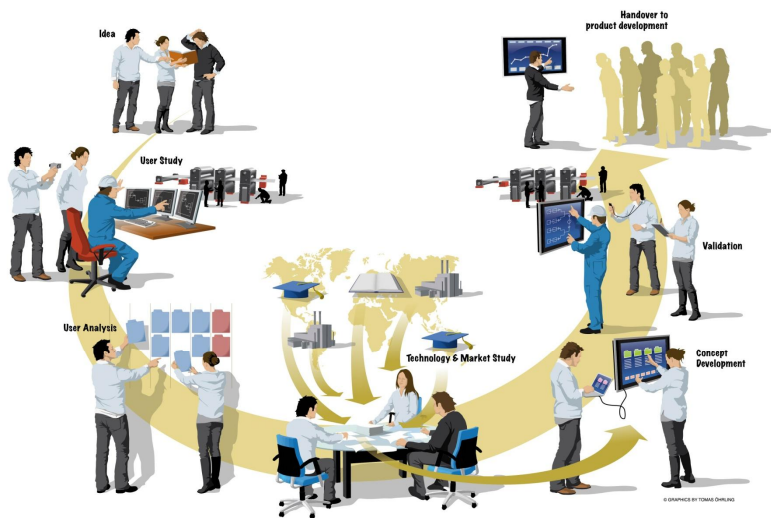 Idea
User Study
User Analysis
Technology & Market Study
Concept
Development
Validation
Handover to
product development
© GRAPHICS BY TOMAS ÖHRLING